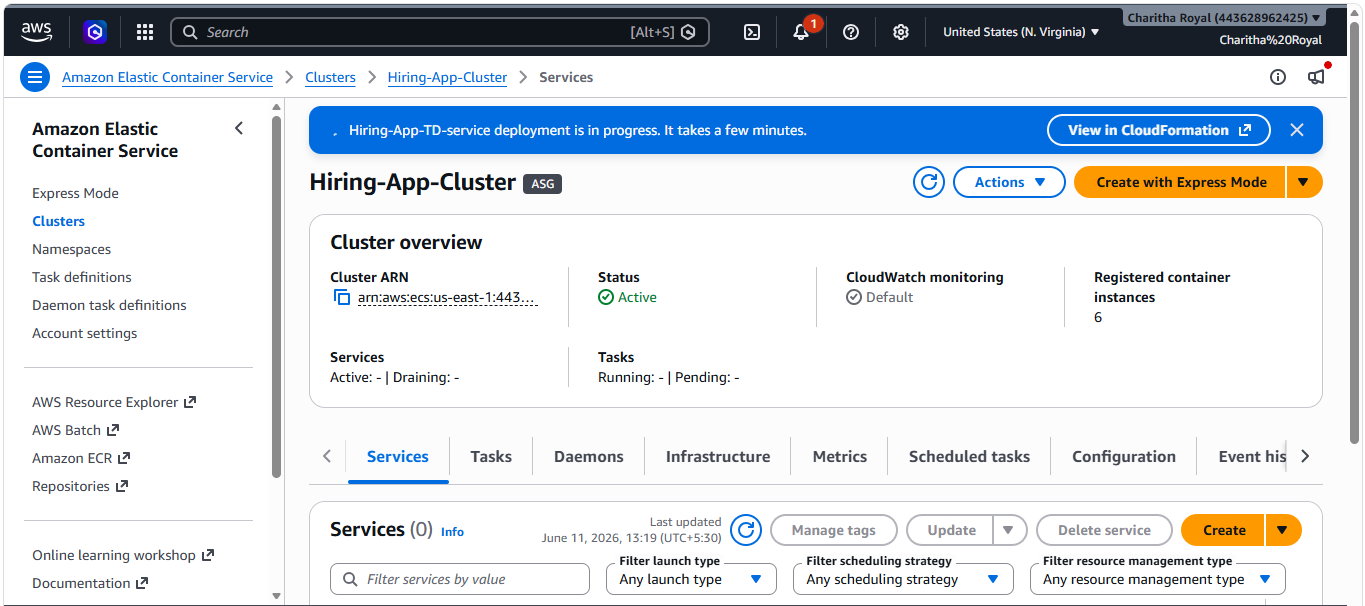 aws
Search [Alt+S]
1
United States (N. Virginia)
Charitha Royal (443628962425)
Charitha%20Royal
Amazon Elastic Container Service
Clusters
Hiring-App-Cluster
Services
Amazon Elastic
Container Service
Express Mode
Clusters
Namespaces
Task definitions
Daemon task definitions
Account settings
AWS Resource Explorer
AWS Batch
Amazon ECR
Repositories
Online learning workshop
Documentation
Hiring-App-TD-service deployment is in progress. It takes a few minutes.
View in CloudFormation
Hiring-App-Cluster ASG
Actions
Create with Express Mode
Cluster overview
Cluster ARN
arn:aws:ecs:us-east-1:443...
Status
Active
CloudWatch monitoring
Default
Registered container
instances
6
Services
Active: - | Draining: -
Tasks
Running: - | Pending: -
Services Tasks Daemons Infrastructure Metrics Scheduled tasks Configuration Event his
Services (0) Info
Last updated
June 11, 2026, 13:19 (UTC+5:30)
Manage tags
Update
Delete service
Create
Filter services by value
Filter launch type
Any launch type
Filter scheduling strategy
Any scheduling strategy
Filter resource management type
Any resource management type